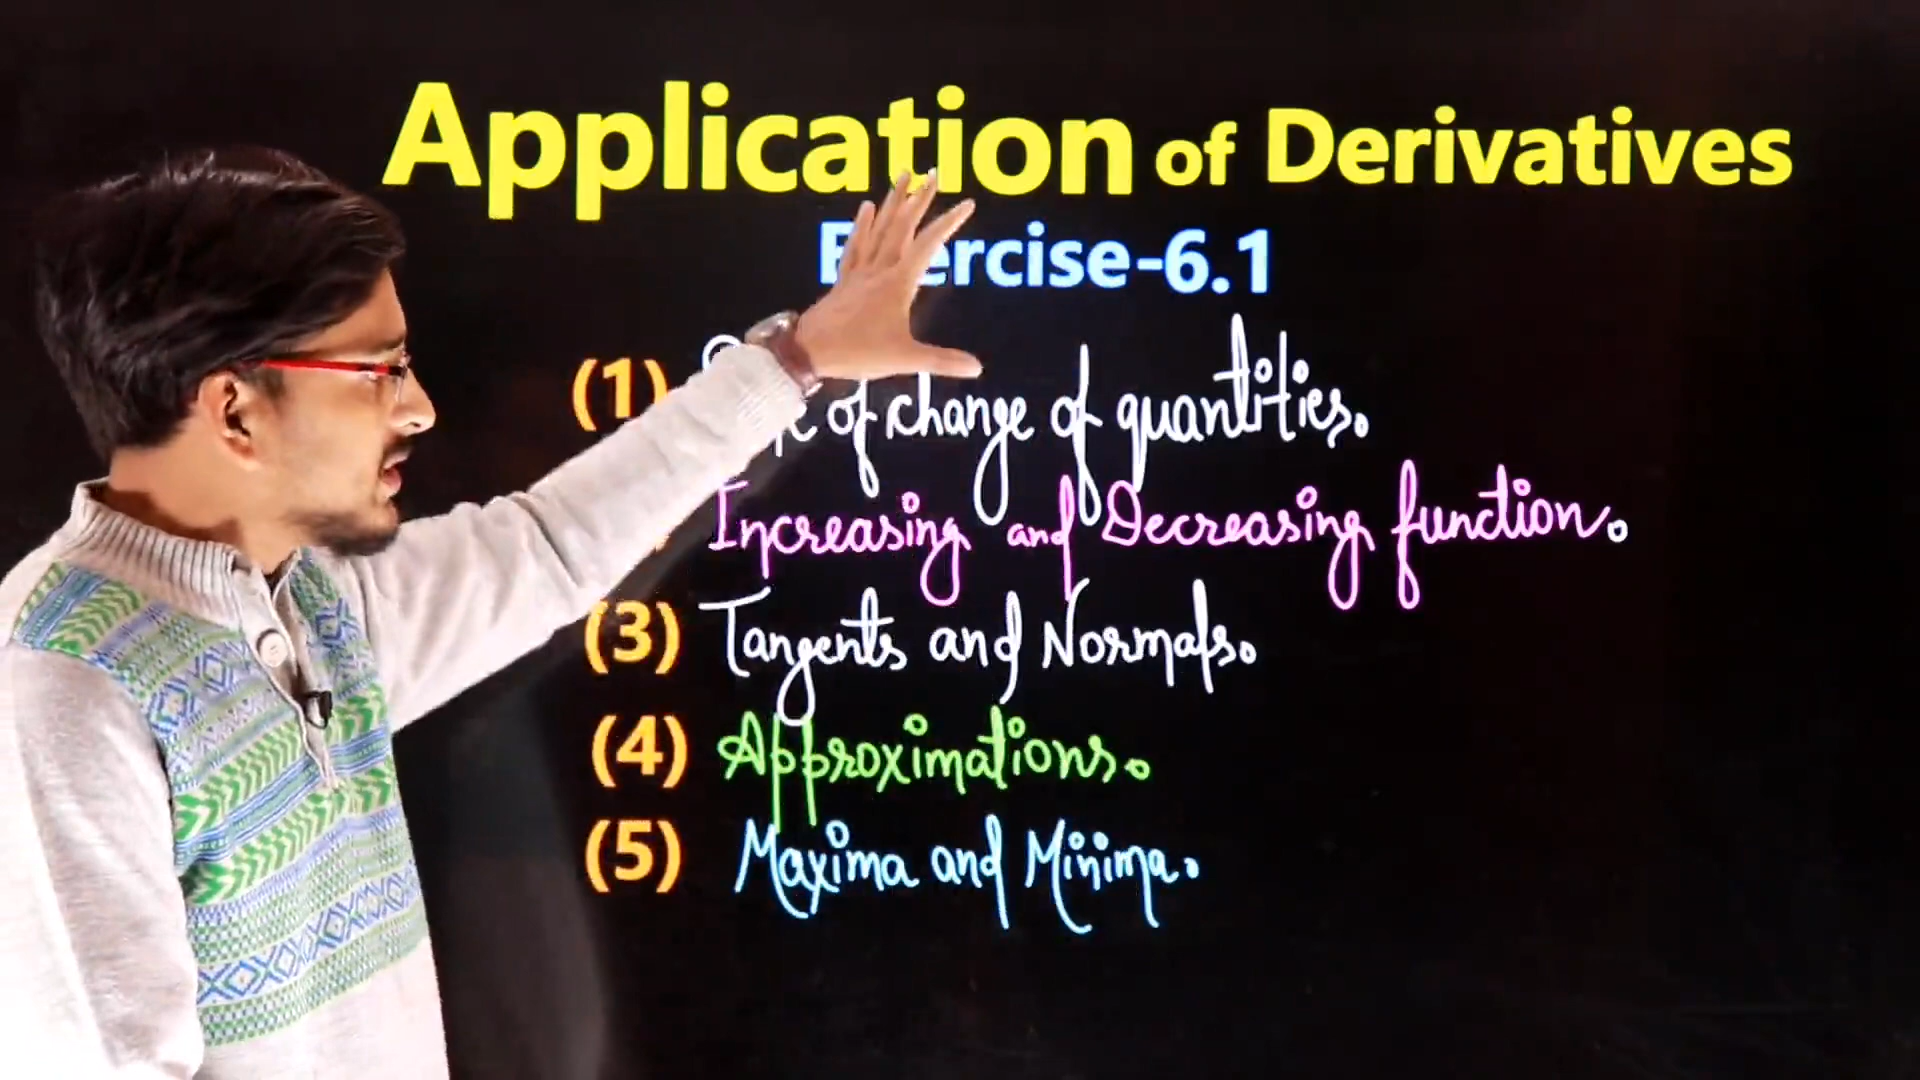 Application of Derivatives
-6.1
(1) of change of quantities.
Increasing and Decreasing function.
(3) Tangents and Normals.
(4) Approximations.
(5) Maxima and Minima.